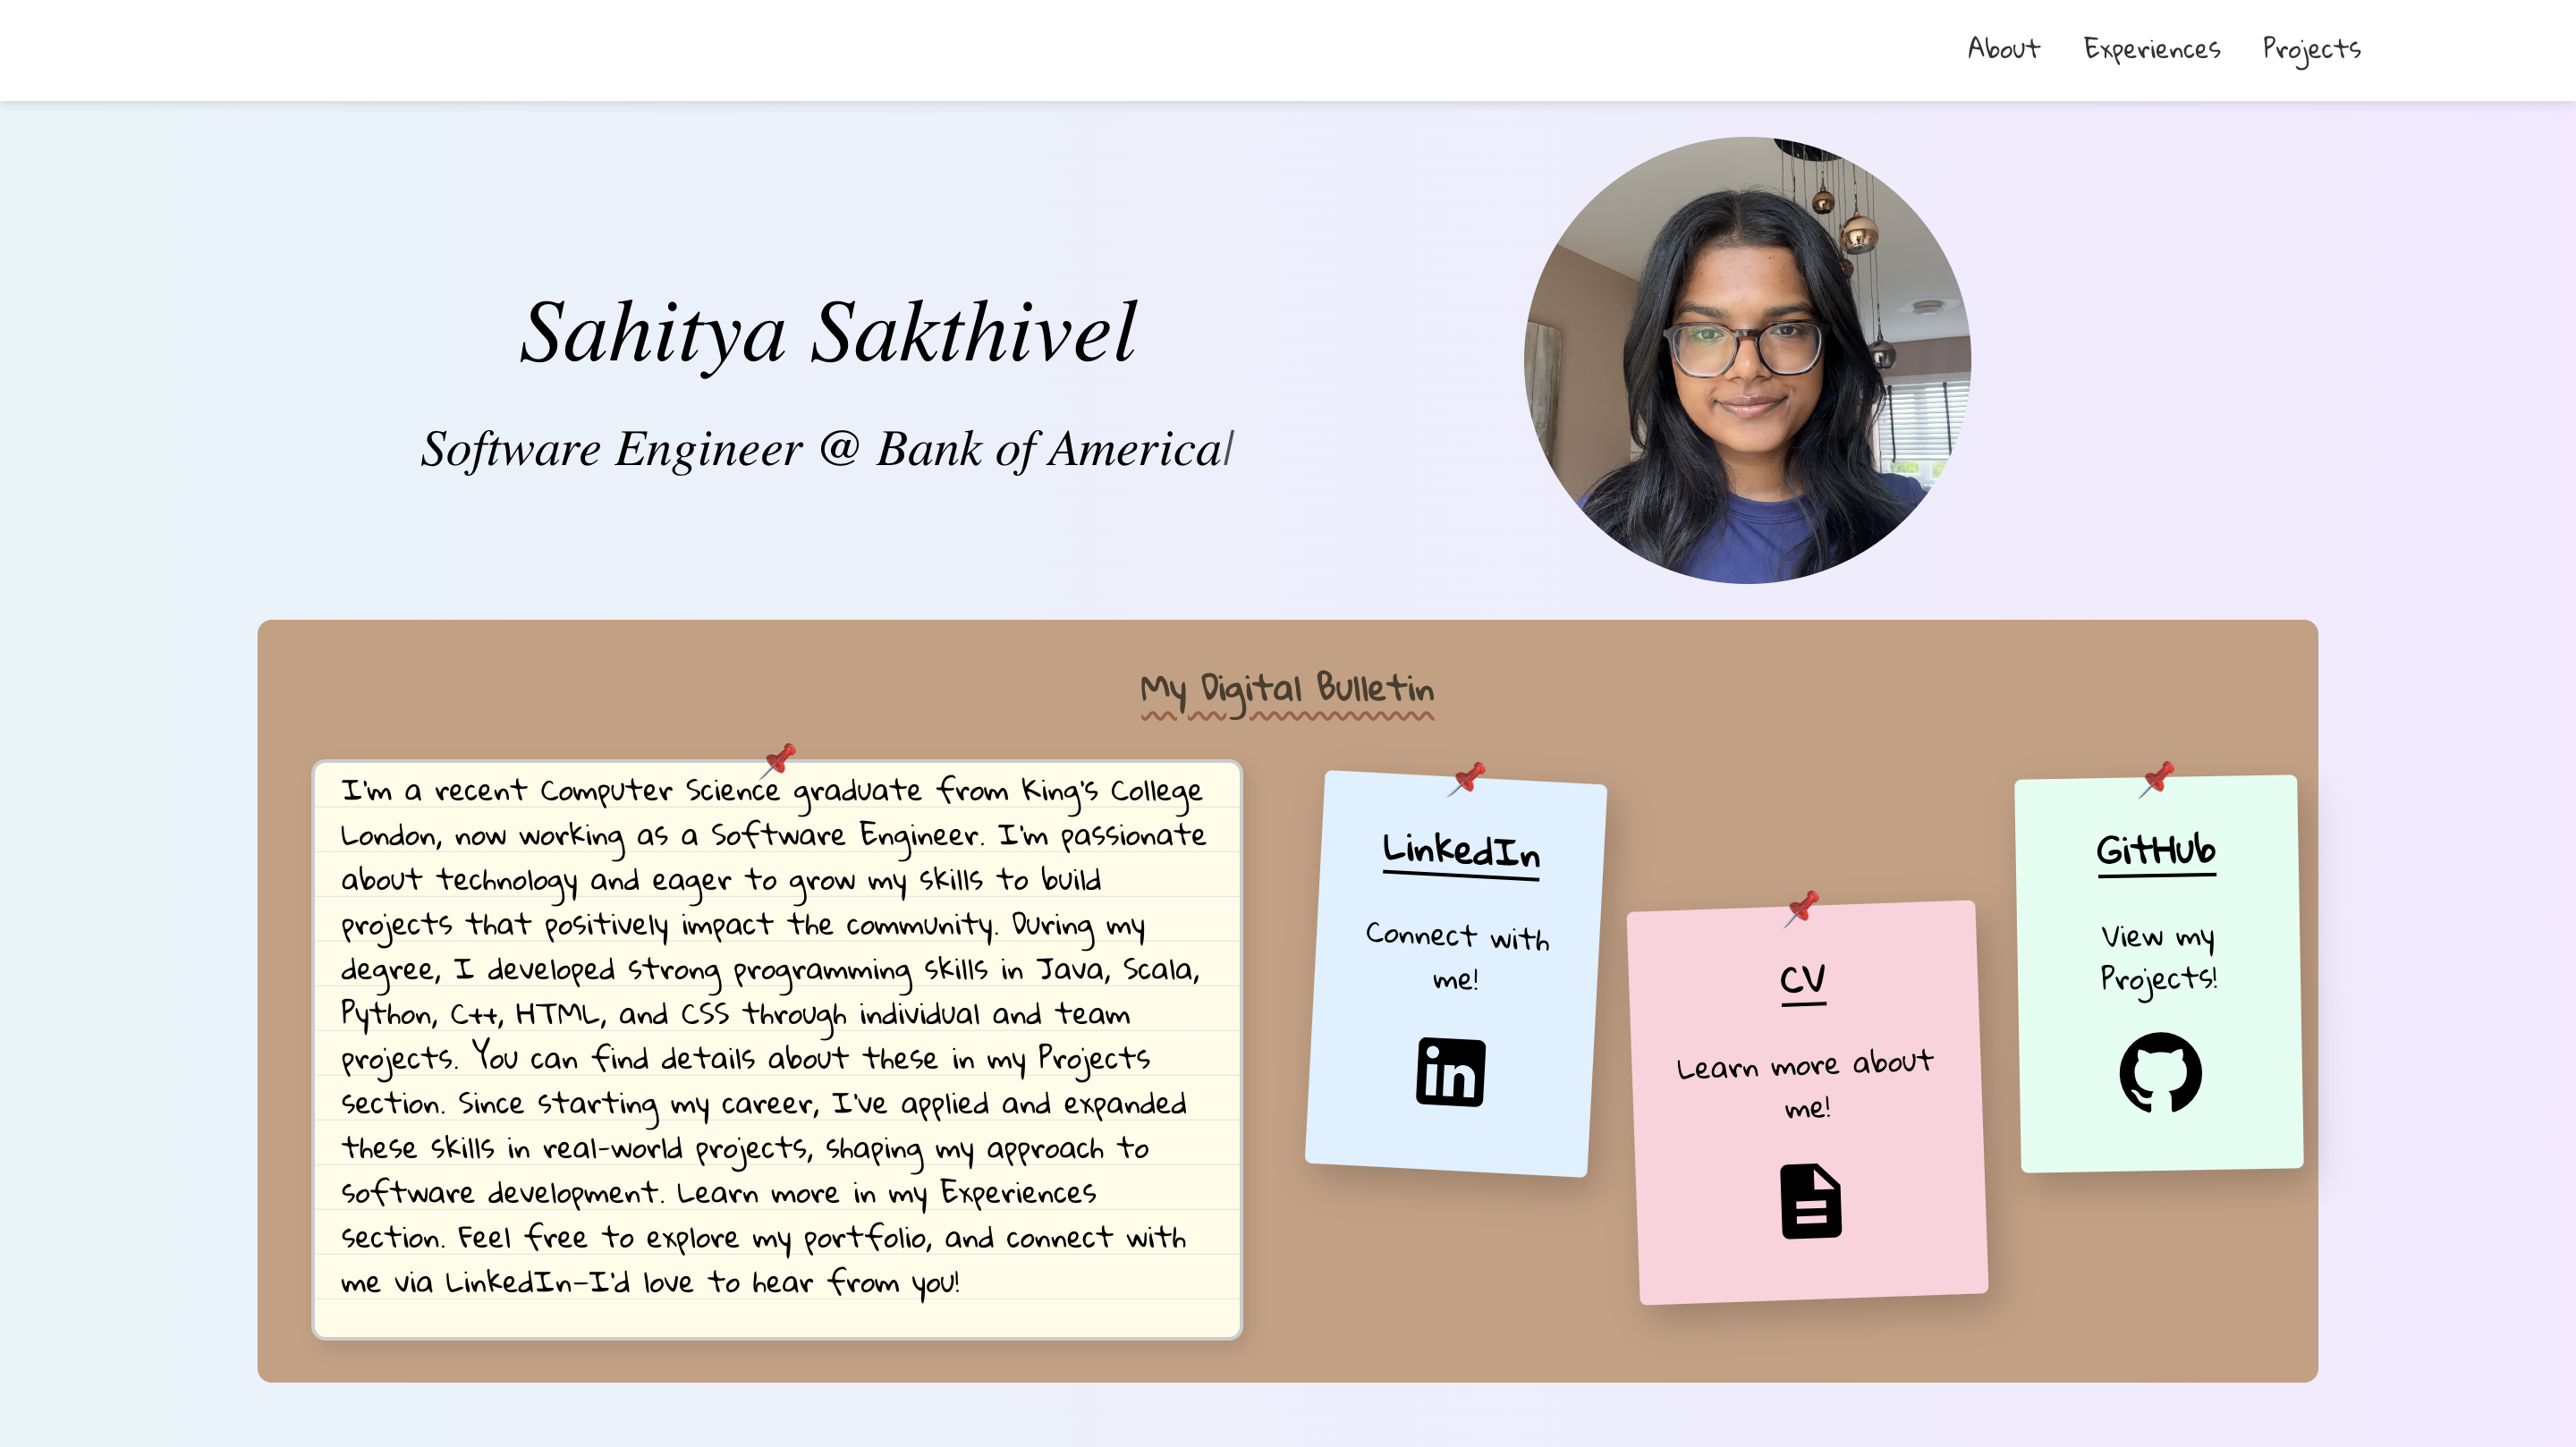 About Experiences Projects
Sahitya Sakthivel
Software Engineer @ Bank of America
My Digital Bulletin
I'm a recent Computer Science graduate from King's College
London, now working as a Software Engineer. I'm passionate
about technology and eager to grow my skills to build
projects that positively impact the community. During my
degree, I developed strong programming skills in Java, Scala,
Python, C++, HTML, and CSS through individual and team
projects. You can find details about these in my Projects
section. Since starting my career, I've applied and expanded
these skills in real-world projects, shaping my approach to
software development. Learn more in my Experiences
section. Feel free to explore my portfolio, and connect with
me via LinkedIn—I'd love to hear from you!
LinkedIn
Connect with
me!
in
CV
Learn more about
me!
GitHub
View my
Projects!